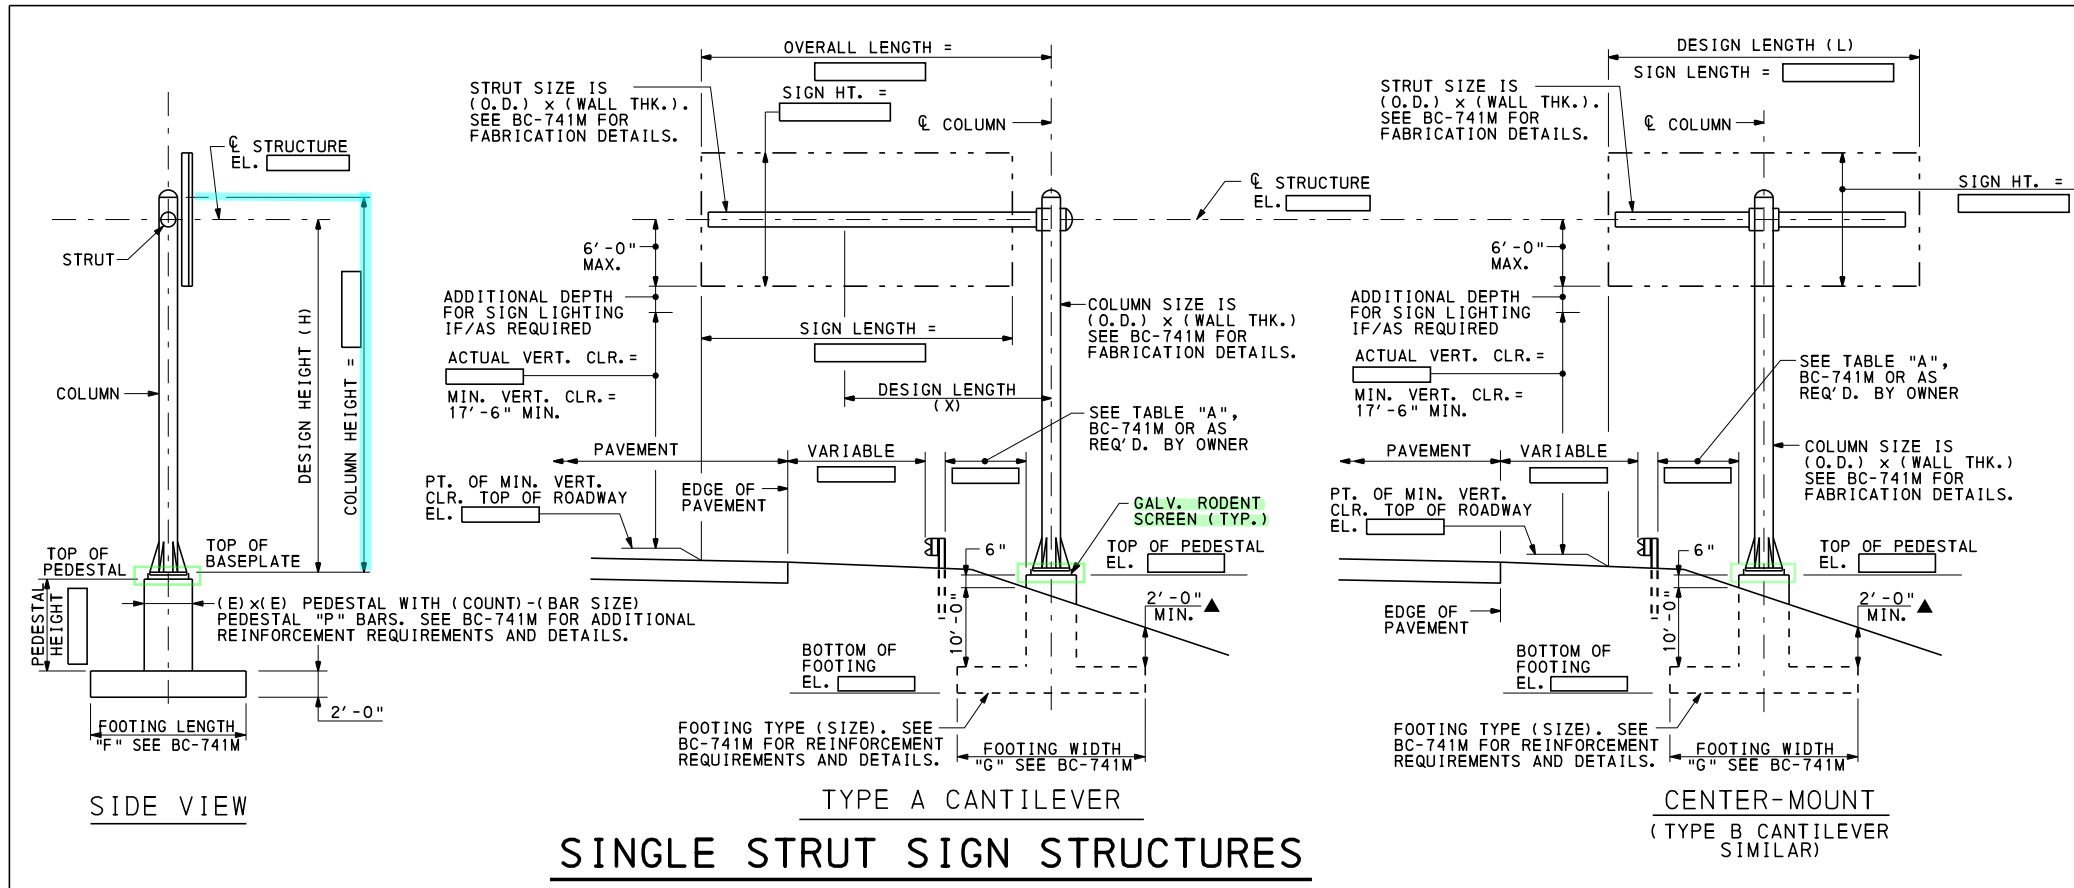 ℄ STRUCTURE
EL.
STRUT
COLUMN
DESIGN HEIGHT (H)
COLUMN HEIGHT =
TOP OF
PEDESTAL
TOP OF
BASEPLATE
PEDESTAL
HEIGHT
(E)x(E) PEDESTAL WITH (COUNT)-(BAR SIZE)
PEDESTAL "P" BARS. SEE BC-741M FOR ADDITIONAL
REINFORCEMENT REQUIREMENTS AND DETAILS.
2'-0"
FOOTING LENGTH
"F" SEE BC-741M
SIDE VIEW
OVERALL LENGTH =
STRUT SIZE IS
(O.D.) x (WALL THK.).
SEE BC-741M FOR
FABRICATION DETAILS.
SIGN HT. =
℄ COLUMN
℄ STRUCTURE
EL.
6'-0"
MAX.
ADDITIONAL DEPTH
FOR SIGN LIGHTING
IF/AS REQUIRED
SIGN LENGTH =
COLUMN SIZE IS
(O.D.) x (WALL THK.)
SEE BC-741M FOR
FABRICATION DETAILS.
ACTUAL VERT. CLR.=
MIN. VERT. CLR.=
17'-6" MIN.
DESIGN LENGTH
(X)
SEE TABLE "A",
BC-741M OR AS
REQ'D. BY OWNER
PAVEMENT
VARIABLE
PT. OF MIN. VERT.
CLR. TOP OF ROADWAY
EL.
EDGE OF
PAVEMENT
GALV. RODENT
SCREEN (TYP.)
6"
TOP OF PEDESTAL
EL.
10'-0"
2'-0"▲
MIN.
BOTTOM OF
FOOTING
EL.
FOOTING TYPE (SIZE). SEE
BC-741M FOR REINFORCEMENT
REQUIREMENTS AND DETAILS.
FOOTING WIDTH
"G" SEE BC-741M
TYPE A CANTILEVER
DESIGN LENGTH (L)
SIGN LENGTH =
STRUT SIZE IS
(O.D.) x (WALL THK.).
SEE BC-741M FOR
FABRICATION DETAILS.
℄ COLUMN
SIGN HT. =
6'-0"
MAX.
ADDITIONAL DEPTH
FOR SIGN LIGHTING
IF/AS REQUIRED
ACTUAL VERT. CLR.=
MIN. VERT. CLR.=
17'-6" MIN.
SEE TABLE "A",
BC-741M OR AS
REQ'D. BY OWNER
PAVEMENT
VARIABLE
COLUMN SIZE IS
(O.D.) x (WALL THK.)
SEE BC-741M FOR
FABRICATION DETAILS.
PT. OF MIN. VERT.
CLR. TOP OF ROADWAY
EL.
6"
TOP OF PEDESTAL
EL.
EDGE OF
PAVEMENT
10'-0"
2'-0"▲
MIN.
BOTTOM OF
FOOTING
EL.
FOOTING TYPE (SIZE). SEE
BC-741M FOR REINFORCEMENT
REQUIREMENTS AND DETAILS.
FOOTING WIDTH
"G" SEE BC-741M
CENTER-MOUNT
(TYPE B CANTILEVER
SIMILAR)
SINGLE STRUT SIGN STRUCTURES